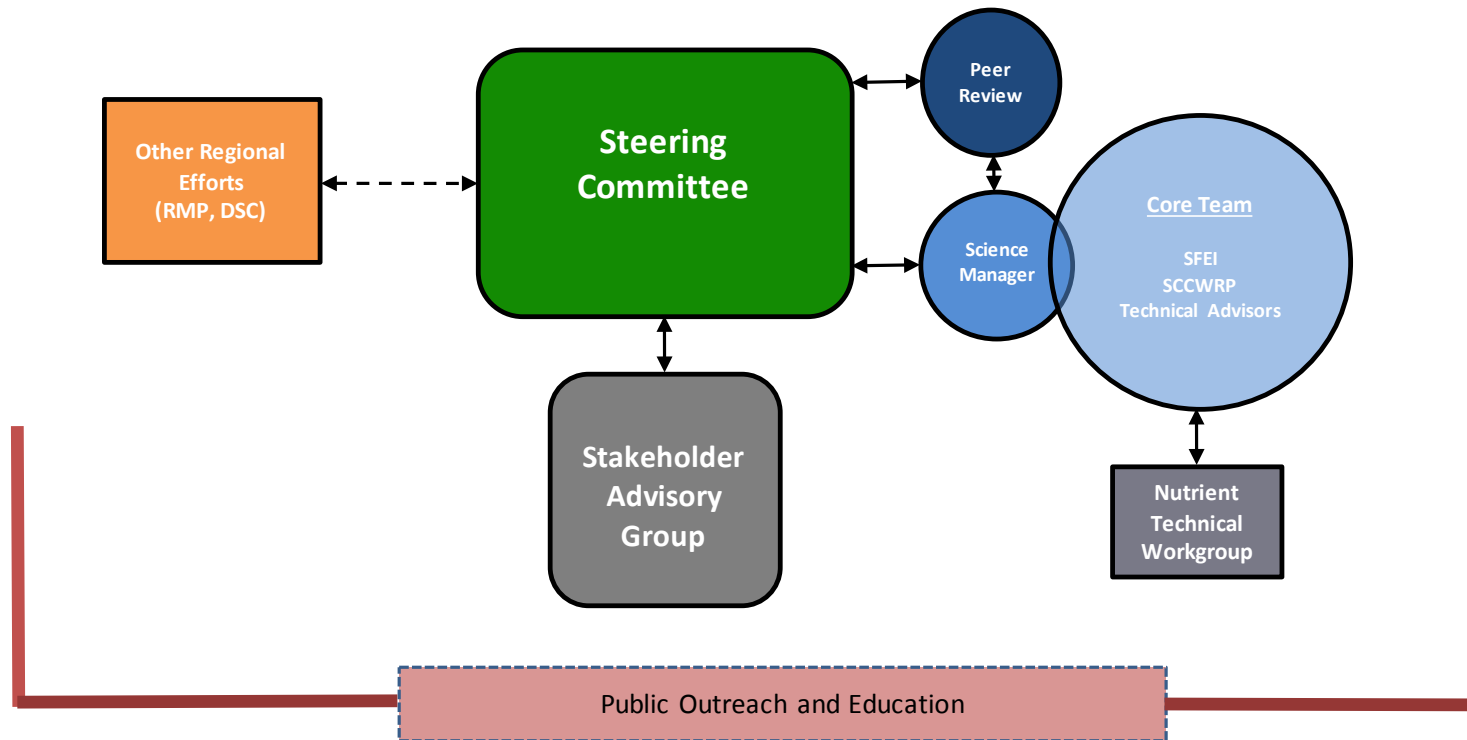 Peer
Review
Steering
Committee
Other Regional
Efforts
(RMP, DSC)
Core Team
Science
Manager
SFEI
SCCWRP
Technical Advisors
Stakeholder
Advisory
Group
Nutrient
Technical
Workgroup
Public Outreach and Education